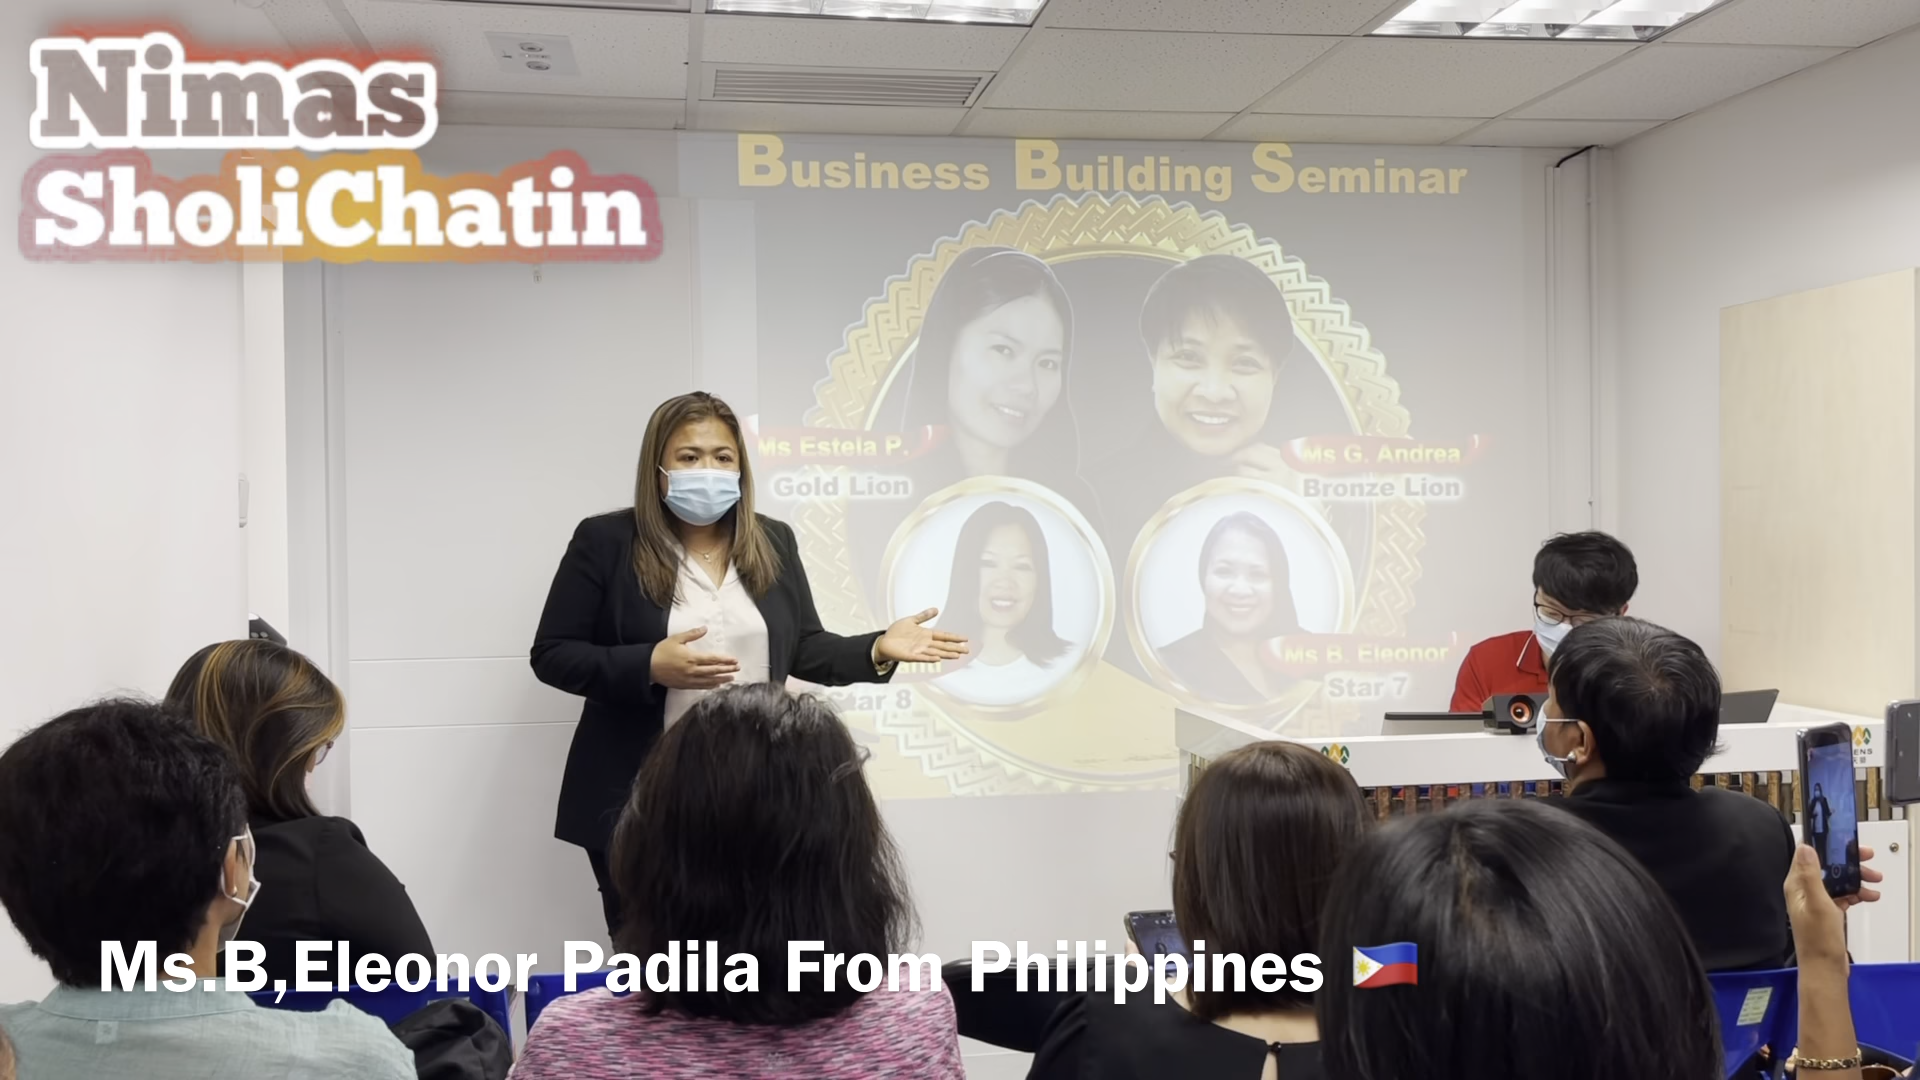 Nimas
SholiChatin
Business Building Seminar
Ms Estela P.
Gold Lion
Ms G. Andrea
Bronze Lion
Ms B. Eleonor
Star 7
Star 8
ENS
Ms.B,Eleonor Padila From Philippines 🇵🇭